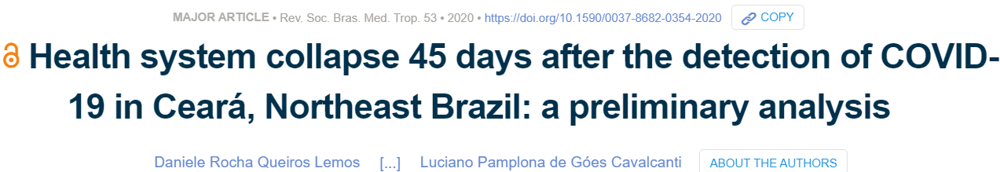 MAJOR ARTICLE • Rev. Soc. Bras. Med. Trop. 53 • 2020 • https://doi.org/10.1590/0037-8682-0354-2020 COPY
Health system collapse 45 days after the detection of COVID-
19 in Ceará, Northeast Brazil: a preliminary analysis
Daniele Rocha Queiros Lemos [...] Luciano Pamplona de Góes Cavalcanti ABOUT THE AUTHORS